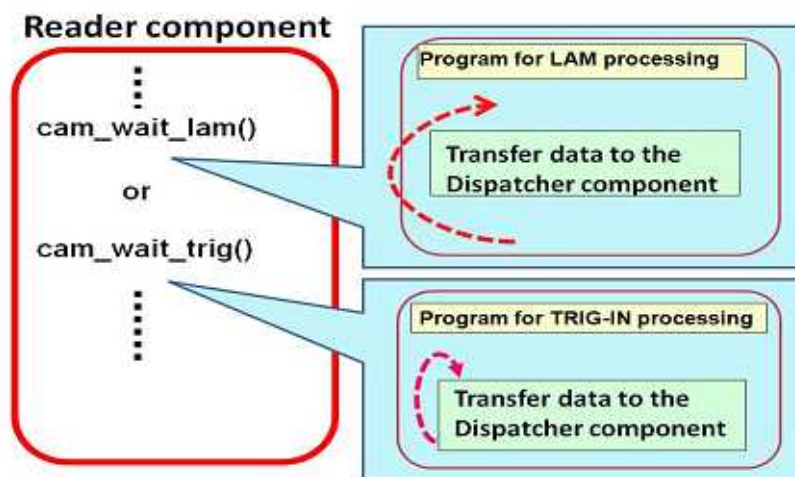 Reader component
cam_wait_lam()
or
cam_wait_trig()
Program for LAM processing
Transfer data to the
Dispatcher component
Program for TRIG-IN processing
Transfer data to the
Dispatcher component